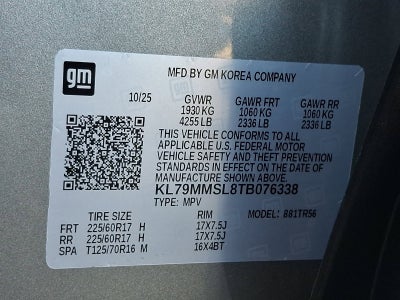 gm
MFD BY GM KOREA COMPANY
10/25 GVWR GAWR FRT GAWR RR
1930 KG 1060 KG 1060 KG
4255 LB 2336 LB 2336 LB
THIS VEHICLE CONFORMS TO ALL
APPLICABLE U.S. FEDERAL MOTOR
VEHICLE SAFETY AND THEFT PREVENTION
STANDARDS IN EFFECT ON THE DATE OF
MANUFACTURE SHOWN ABOVE.
KL79MMSL8TB076338
TYPE: MPV MODEL: B81TR56
TIRE SIZE RIM
FRT 225/60R17 H 17X7.5J
RR 225/60R17 H 17X7.5J
SPA T125/70R16 M 16X4BT